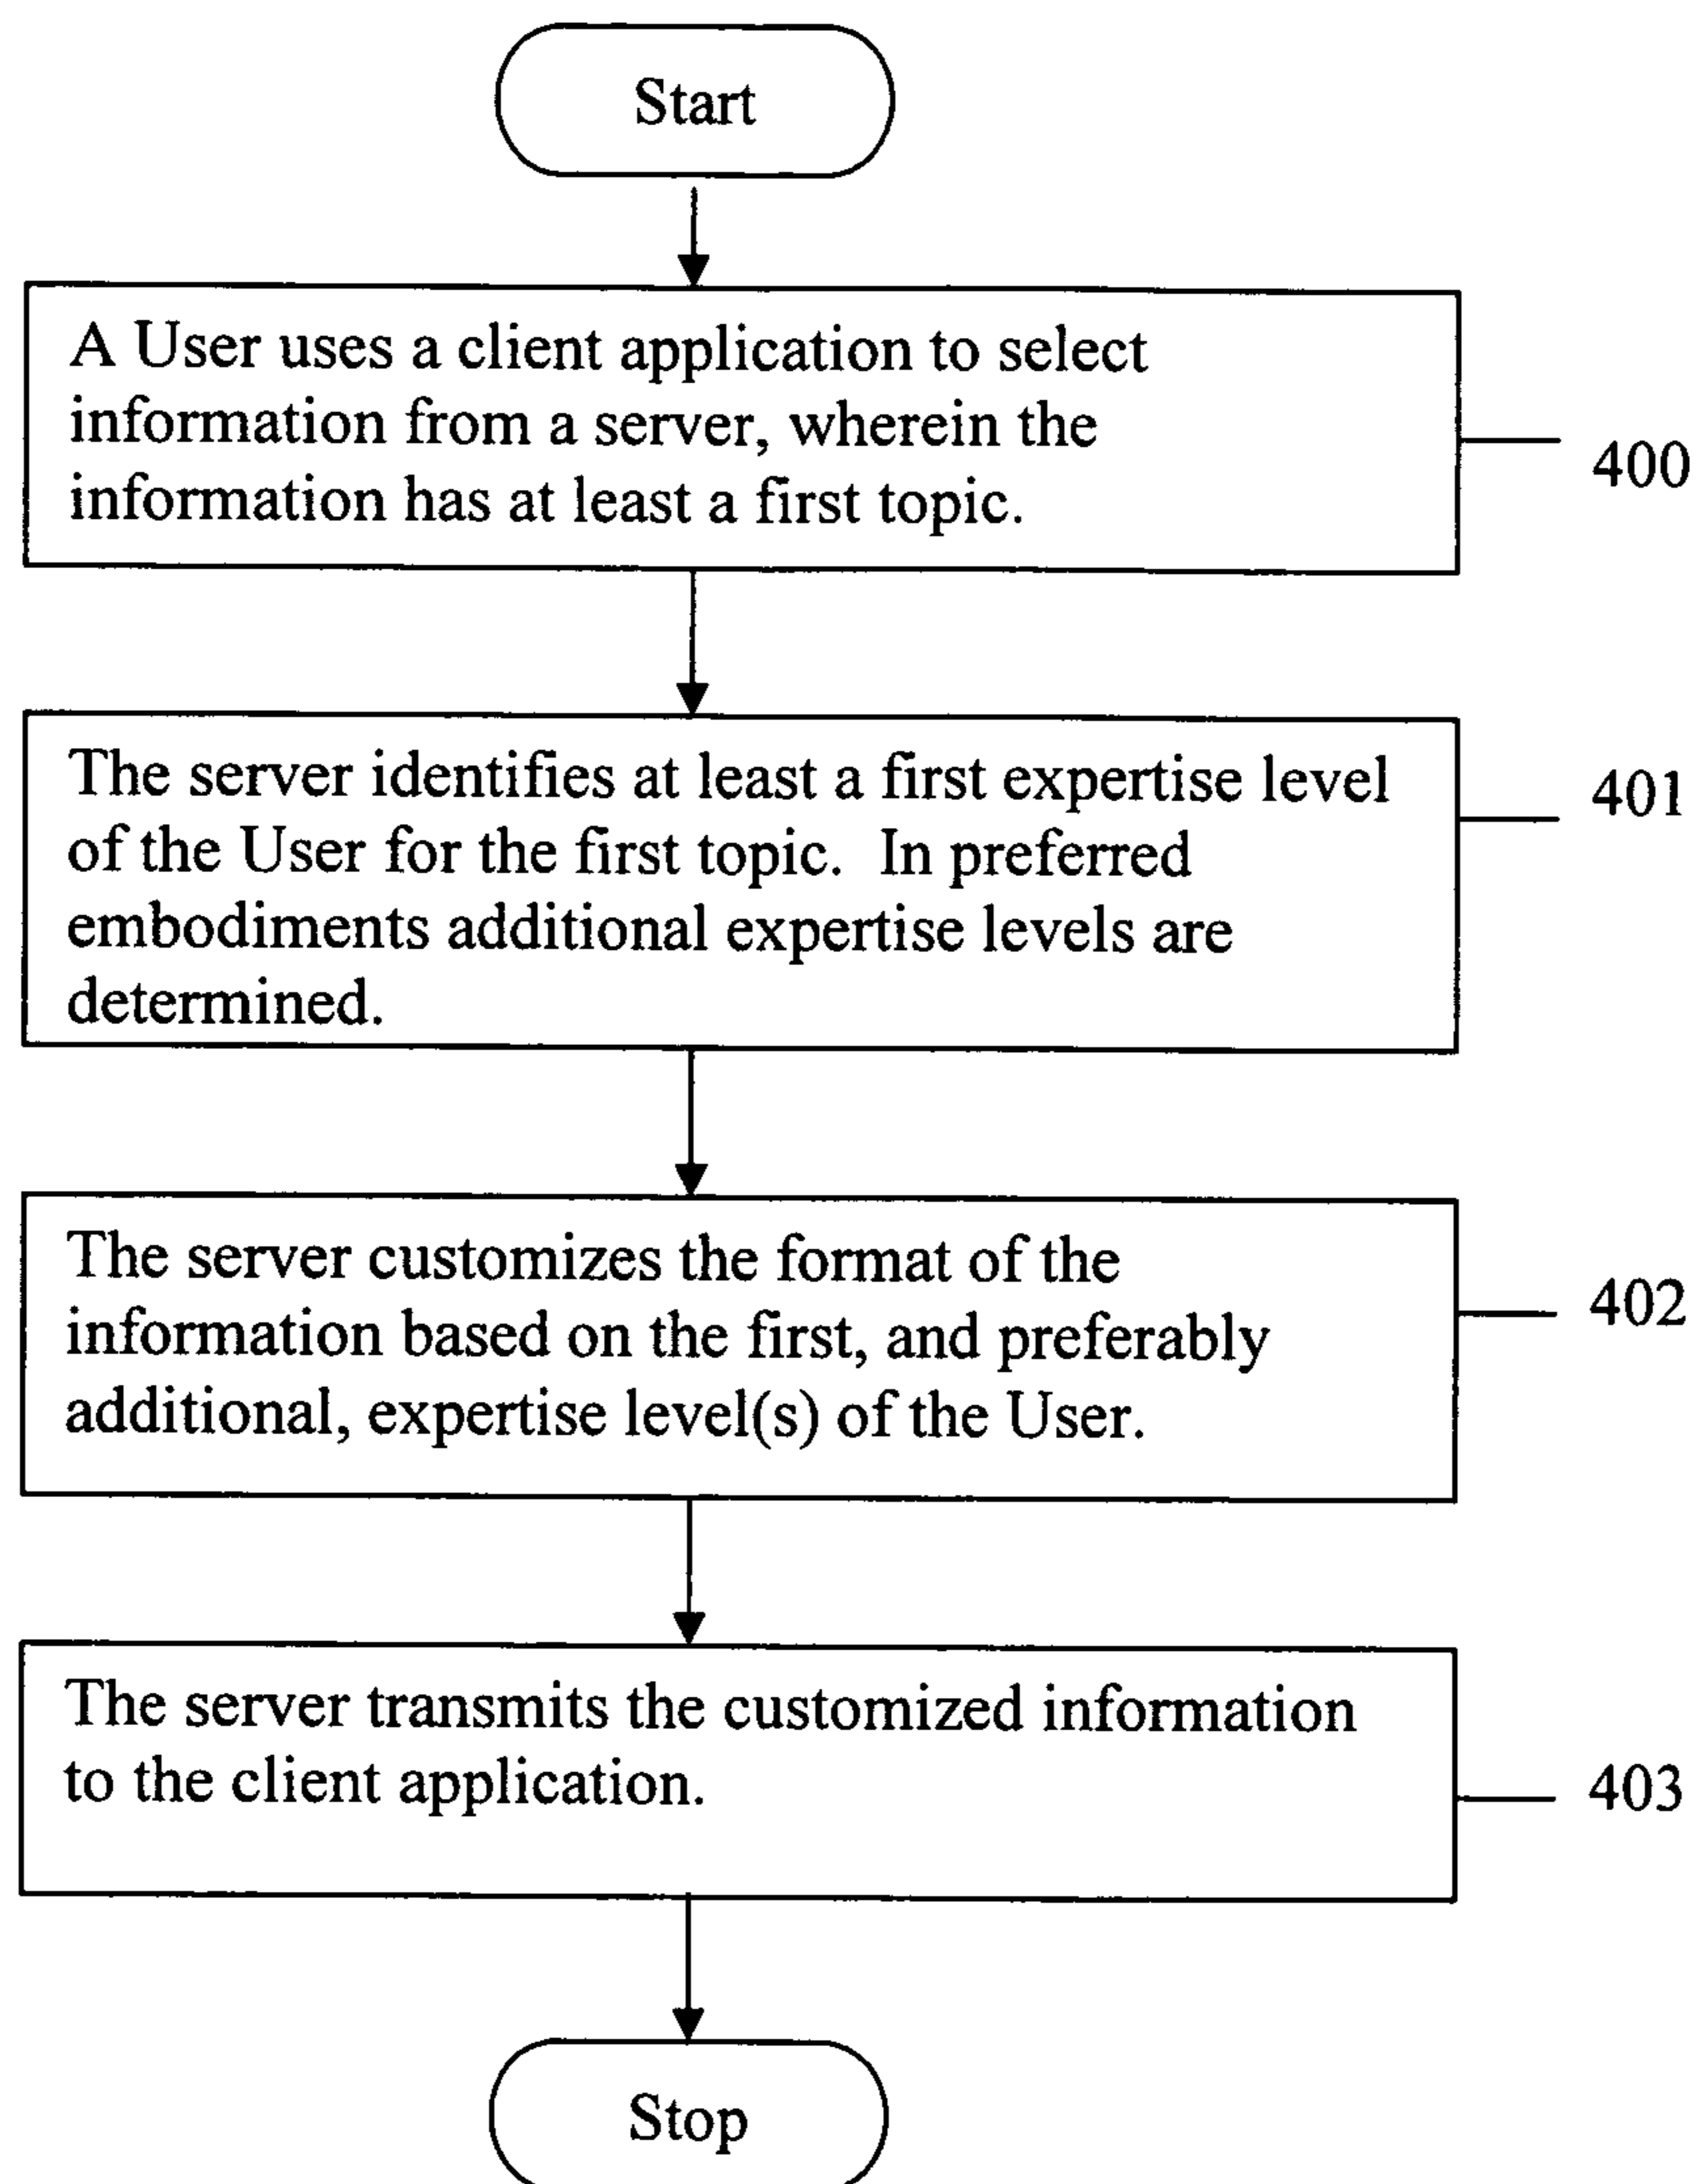 Start
A User uses a client application to select
information from a server, wherein the
information has at least a first topic.
400
The server identifies at least a first expertise level
of the User for the first topic.  In preferred
embodiments additional expertise levels are
determined.
401
The server customizes the format of the
information based on the first, and preferably
additional, expertise level(s) of the User.
402
The server transmits the customized information
to the client application.
403
Stop